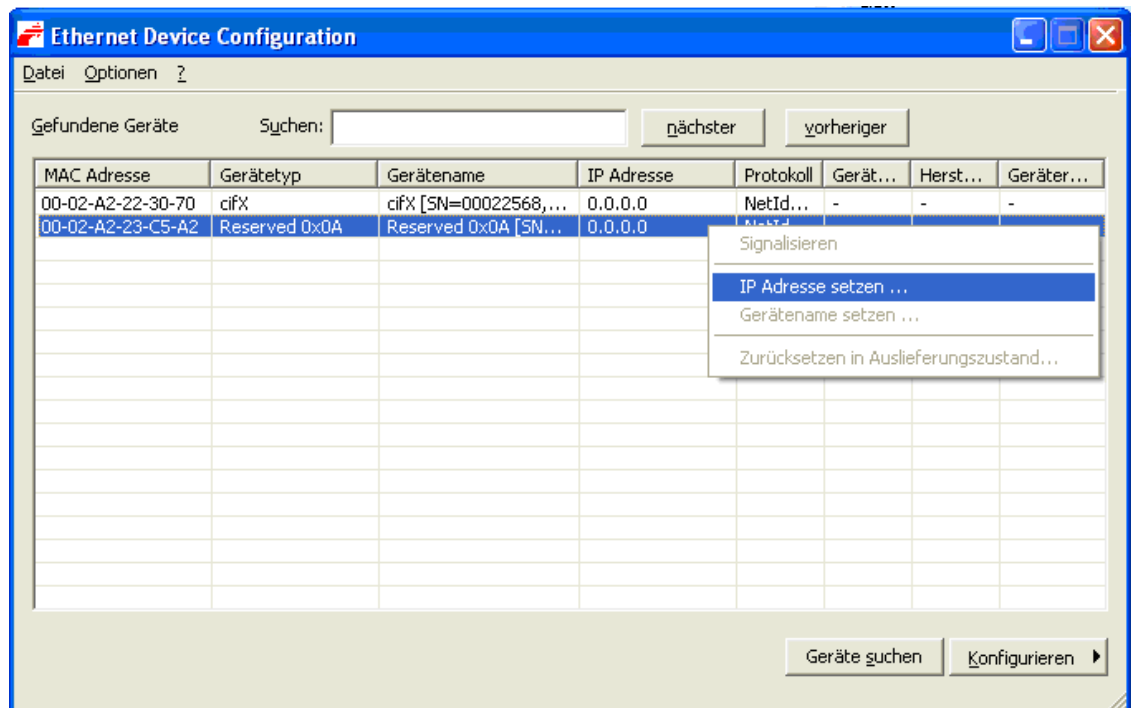 Ethernet Device Configuration
Datei Optionen ?
Gefundene Geräte Suchen: nächster vorheriger
MAC Adresse Gerätetyp Gerätename IP Adresse Protokoll Gerät... Herst... Geräter...
00-02-A2-22-30-70 cifX cifX [SN=00022568,... 0.0.0.0 NetId... - - -
00-02-A2-23-C5-A2 Reserved 0x0A Reserved 0x0A [SN... 0.0.0.0
Signalisieren
IP Adresse setzen ...
Gerätename setzen ...
Zurücksetzen in Auslieferungszustand...
Geräte suchen Konfigurieren